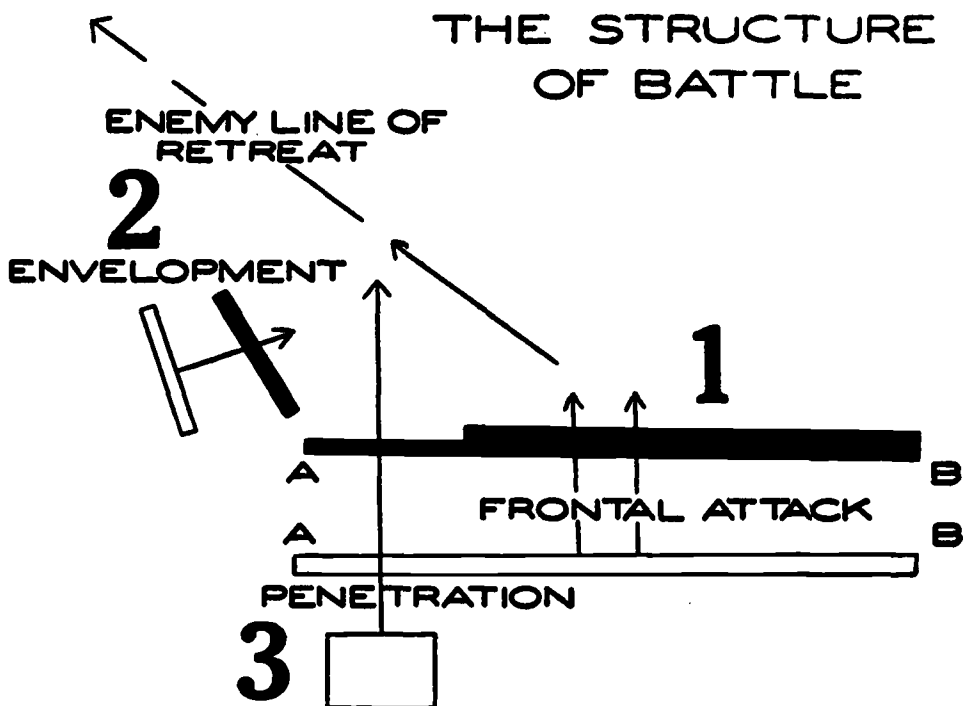 THE STRUCTURE
OF BATTLE
ENEMY LINE OF
RETREAT
2
ENVELOPMENT
1
A
B
FRONTAL ATTACK
A
B
PENETRATION
3